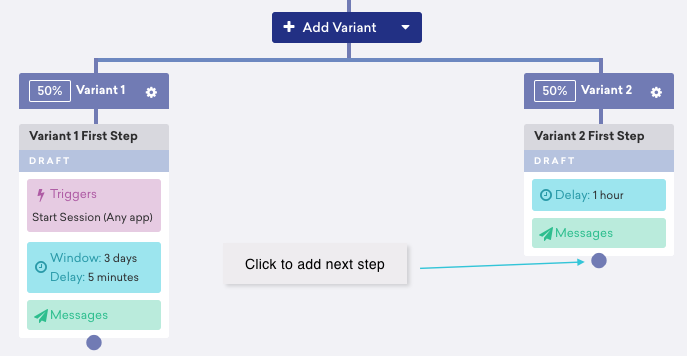 Add Variant
50% Variant 1
50% Variant 2
Variant 1 First Step
DRAFT
Triggers
Start Session (Any app)
Window: 3 days
Delay: 5 minutes
Messages
Click to add next step
Variant 2 First Step
DRAFT
Delay: 1 hour
Messages